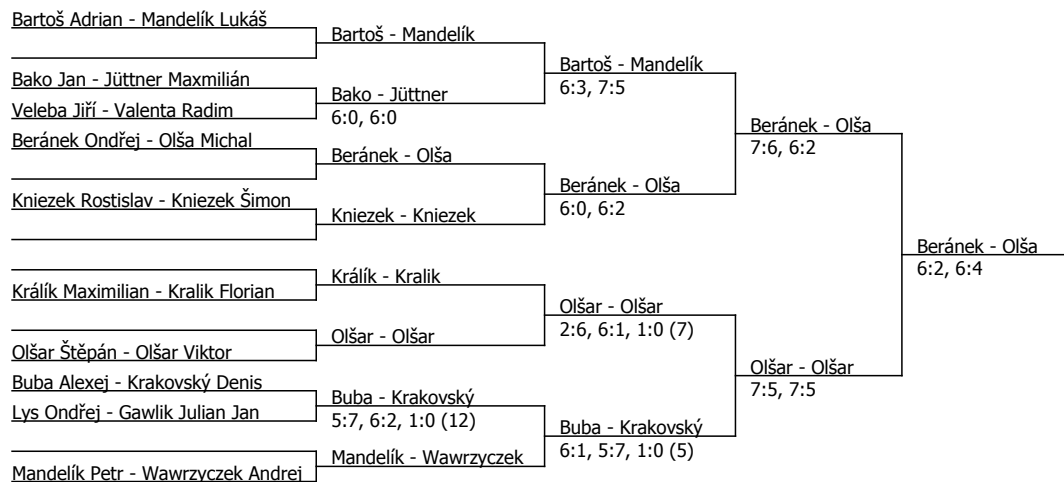 Bartoš Adrian - Mandelík Lukáš
Bako Jan - Jüttner Maxmilián
Veleba Jiří - Valenta Radim
Beránek Ondřej - Olša Michal
Kniezek Rostislav - Kniezek Šimon
Králík Maximilian - Kralik Florian
Olšar Štěpán - Olšar Viktor
Buba Alexej - Krakovský Denis
Lys Ondřej - Gawlik Julian Jan
Mandelík Petr - Wawrzyczek Andrej
Bartoš - Mandelík
Bako - Jüttner
6:0, 6:0
Beránek - Olša
Kniezek - Kniezek
Králík - Kralik
Olšar - Olšar
Buba - Krakovský
5:7, 6:2, 1:0 (12)
Mandelík - Wawrzyczek
Bartoš - Mandelík
6:3, 7:5
Beránek - Olša
6:0, 6:2
Olšar - Olšar
2:6, 6:1, 1:0 (7)
Buba - Krakovský
6:1, 5:7, 1:0 (5)
Beránek - Olša
7:6, 6:2
Olšar - Olšar
7:5, 7:5
Beránek - Olša
6:2, 6:4